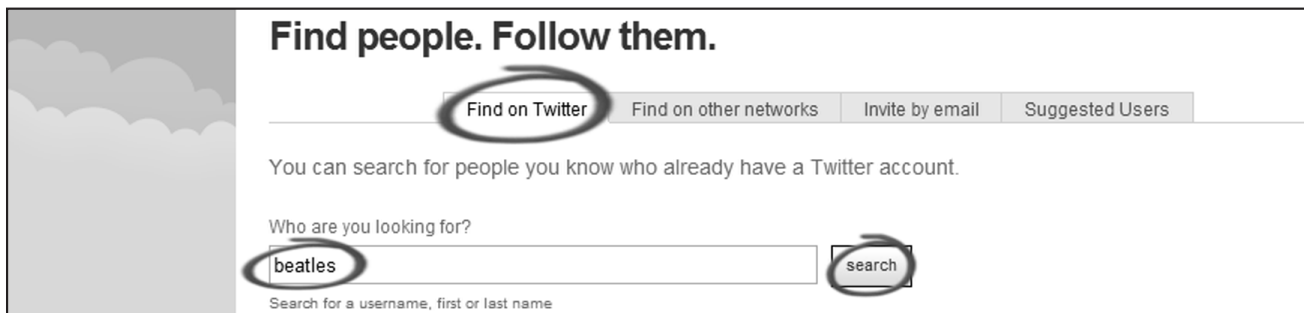 Find people. Follow them.
Find on Twitter Find on other networks Invite by email Suggested Users
You can search for people you know who already have a Twitter account.
Who are you looking for?
beatles search
Search for a username, first or last name